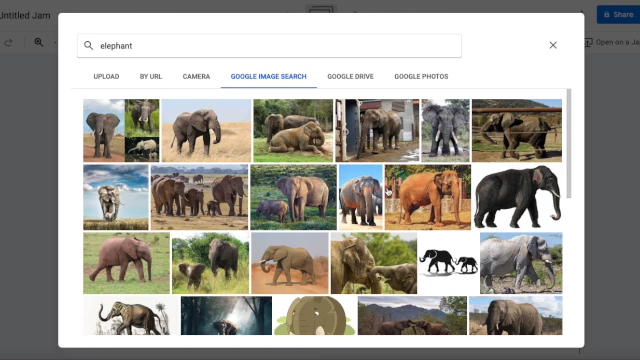 Untitled Jam
Share
elephant
Open on a Ja
UPLOAD
BY URL
CAMERA
GOOGLE IMAGE SEARCH
GOOGLE DRIVE
GOOGLE PHOTOS